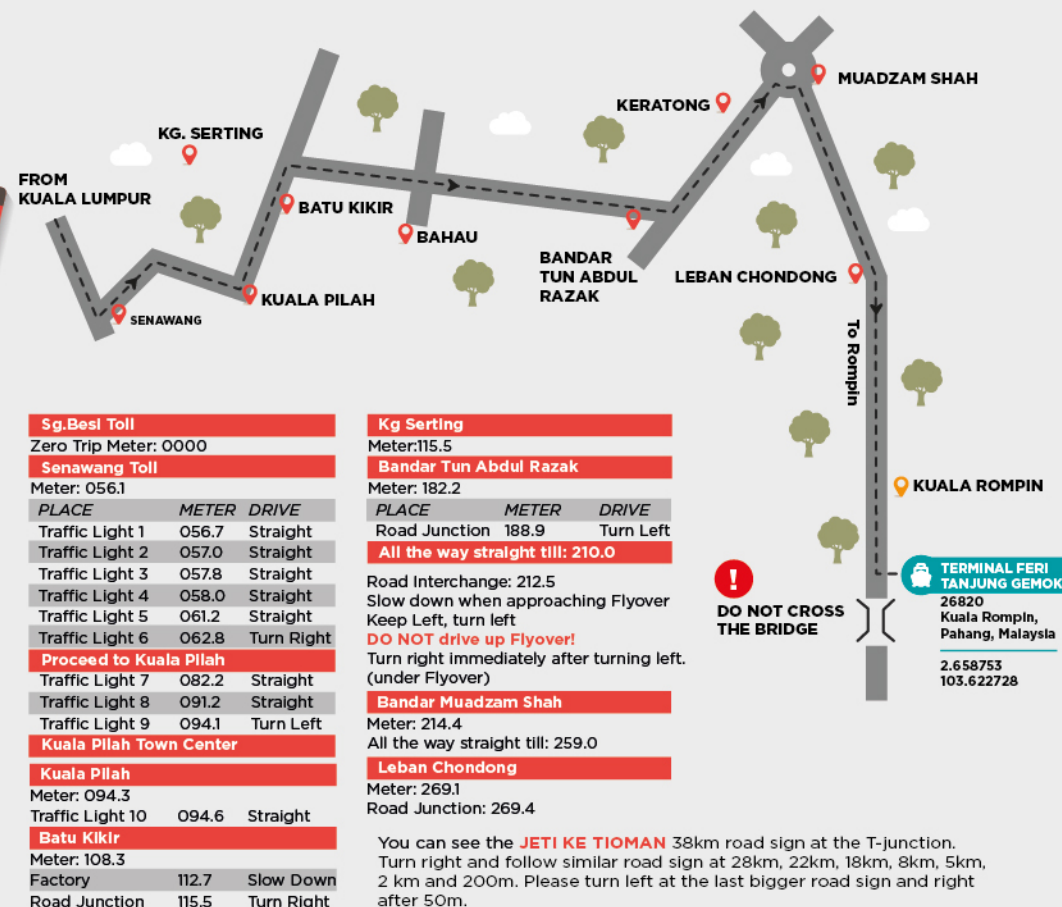 MUADZAM SHAH
KERATONG
KG. SERTING
FROM
KUALA LUMPUR
BATU KIKIR
BAHAU
BANDAR
TUN ABDUL
RAZAK
LEBAN CHONDONG
KUALA PILAH
SENAWANG
To Rompin
KUALA ROMPIN
!
DO NOT CROSS
THE BRIDGE
TERMINAL FERI
TANJUNG GEMOK
26820
Kuala Rompin,
Pahang, Malaysia
2.658753
103.622728
Sg.Besi Toll
Zero Trip Meter: 0000
Senawang Toll
Meter: 056.1
PLACE METER DRIVE
Traffic Light 1 056.7 Straight
Traffic Light 2 057.0 Straight
Traffic Light 3 057.8 Straight
Traffic Light 4 058.0 Straight
Traffic Light 5 061.2 Straight
Traffic Light 6 062.8 Turn Right
Proceed to Kuala Pilah
Traffic Light 7 082.2 Straight
Traffic Light 8 091.2 Straight
Traffic Light 9 094.1 Turn Left
Kuala Pilah Town Center
Kuala Pilah
Meter: 094.3
Traffic Light 10 094.6 Straight
Batu Kikir
Meter: 108.3
Factory 112.7 Slow Down
Road Junction 115.5 Turn Right
Kg Serting
Meter:115.5
Bandar Tun Abdul Razak
Meter: 182.2
PLACE METER DRIVE
Road Junction 188.9 Turn Left
All the way straight till: 210.0
Road Interchange: 212.5
Slow down when approaching Flyover
Keep Left, turn left
DO NOT drive up Flyover!
Turn right immediately after turning left.
(under Flyover)
Bandar Muadzam Shah
Meter: 214.4
All the way straight till: 259.0
Leban Chondong
Meter: 269.1
Road Junction: 269.4
You can see the JETI KE TIOMAN 38km road sign at the T-junction.
Turn right and follow similar road sign at 28km, 22km, 18km, 8km, 5km,
2 km and 200m. Please turn left at the last bigger road sign and right
after 50m.